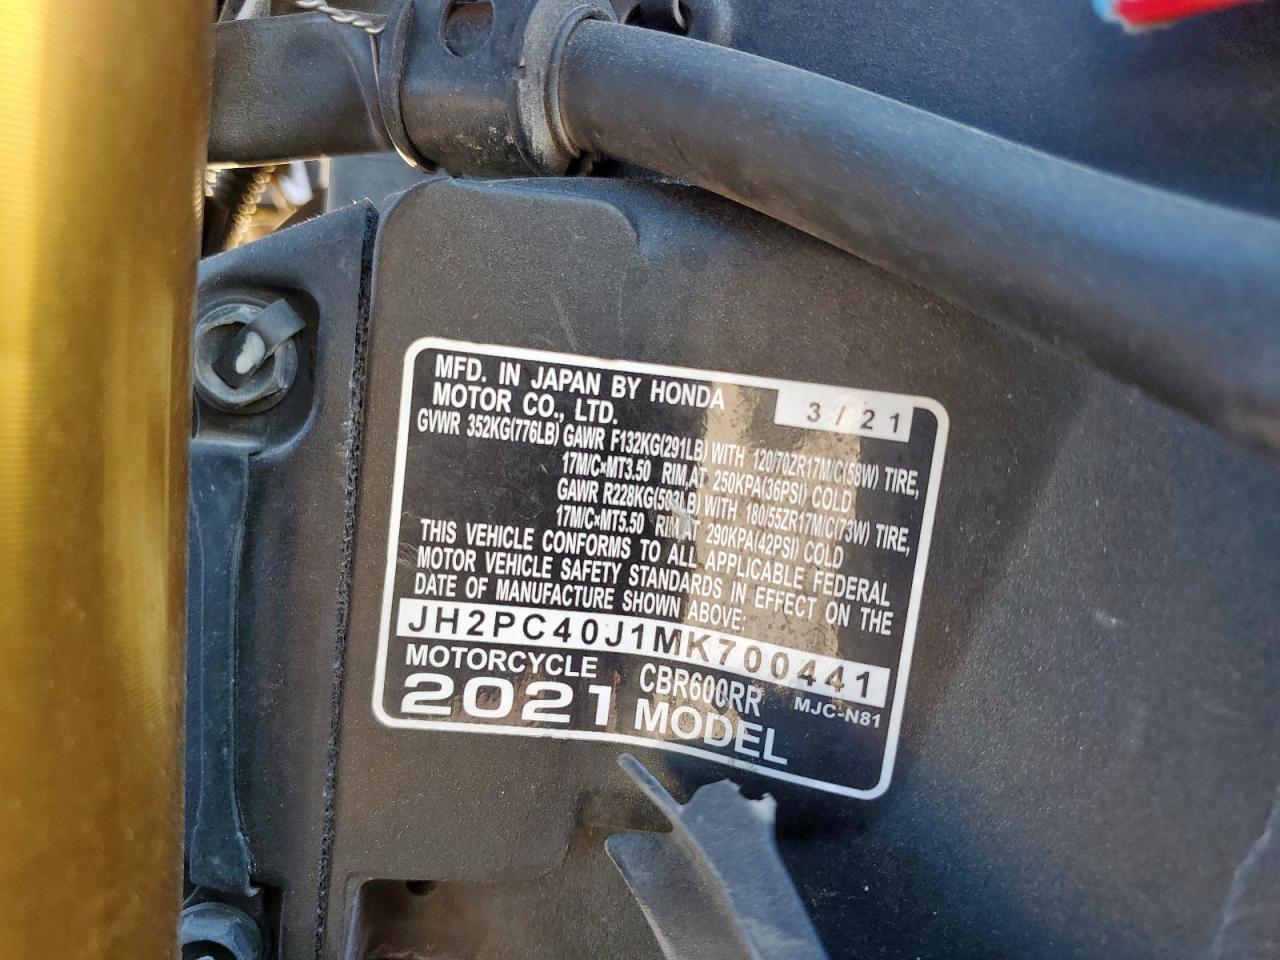 MFD. IN JAPAN BY HONDA
MOTOR CO., LTD.
3/21
GVWR 352KG(776LB) GAWR F132KG(291LB) WITH 120/70ZR17M/C(58W) TIRE,
17M/C×MT3.50 RIM,AT 250KPA(36PSI) COLD
GAWR R228KG(503LB) WITH 180/55ZR17M/C(73W) TIRE,
17M/C×MT5.50 RIM,AT 290KPA(42PSI) COLD
THIS VEHICLE CONFORMS TO ALL APPLICABLE FEDERAL
MOTOR VEHICLE SAFETY STANDARDS IN EFFECT ON THE
DATE OF MANUFACTURE SHOWN ABOVE:
JH2PC40J1MK700441
MOTORCYCLE CBR600RR MJC-N81
2021 MODEL